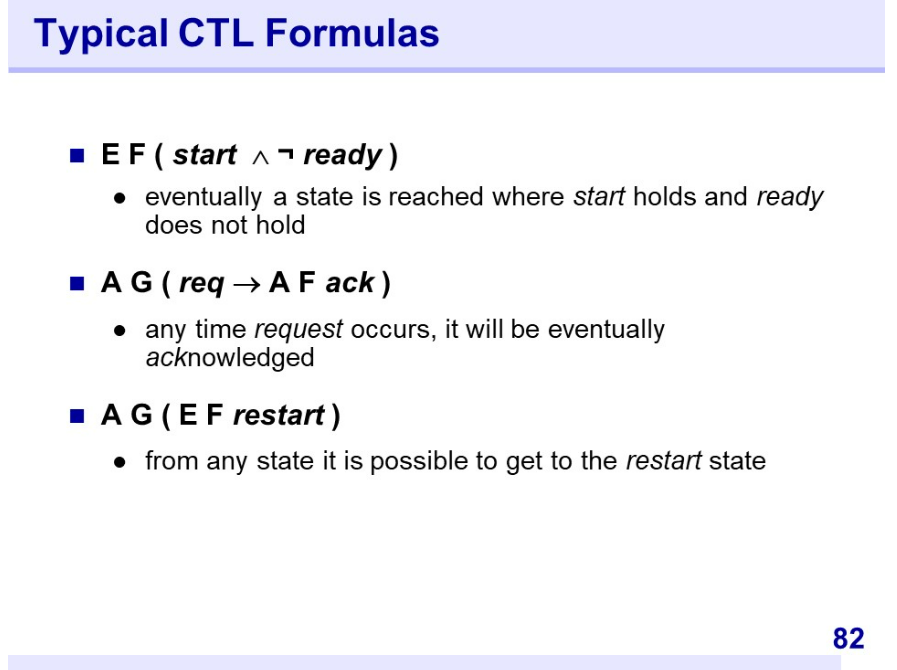 Typical CTL Formulas
E F ( start ∧ ¬ ready )
eventually a state is reached where start holds and ready
does not hold
A G ( req → A F ack )
any time request occurs, it will be eventually
acknowledged
A G ( E F restart )
from any state it is possible to get to the restart state
82